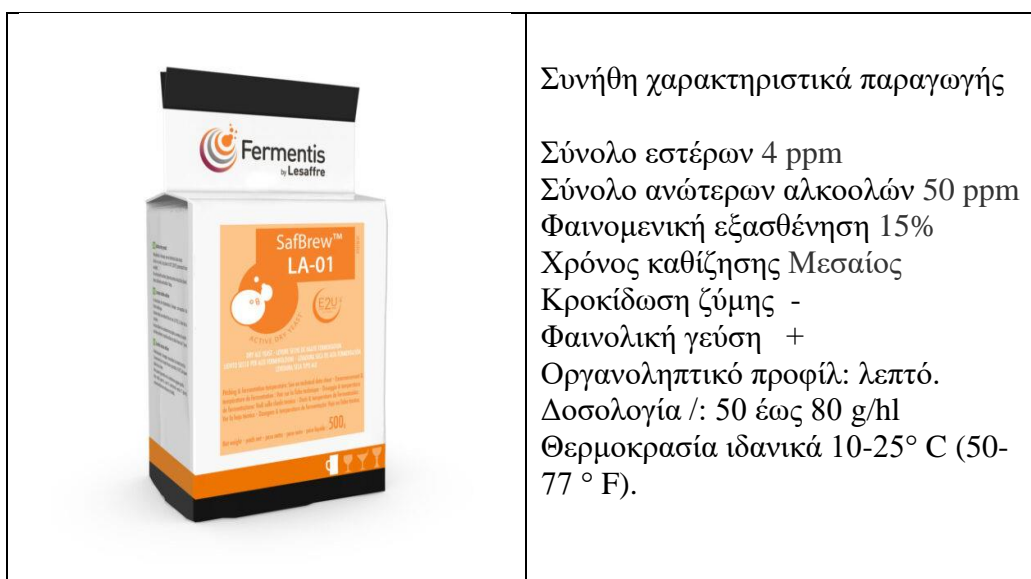 Fermentis
by Lesaffre
SafBrew™
LA-01
E2U
ACTIVE DRY YEAST
500
Συνήθη χαρακτηριστικά παραγωγής
Σύνολο εστέρων 4 ppm
Σύνολο ανώτερων αλκοολών 50 ppm
Φαινομενική εξασθένηση 15%
Χρόνος καθίζησης Μεσαίος
Κροκίδωση ζύμης -
Φαινολική γεύση +
Οργανοληπτικό προφίλ: λεπτό.
Δοσολογία /: 50 έως 80 g/hl
Θερμοκρασία ιδανικά 10-25° C (50-
77 ° F).